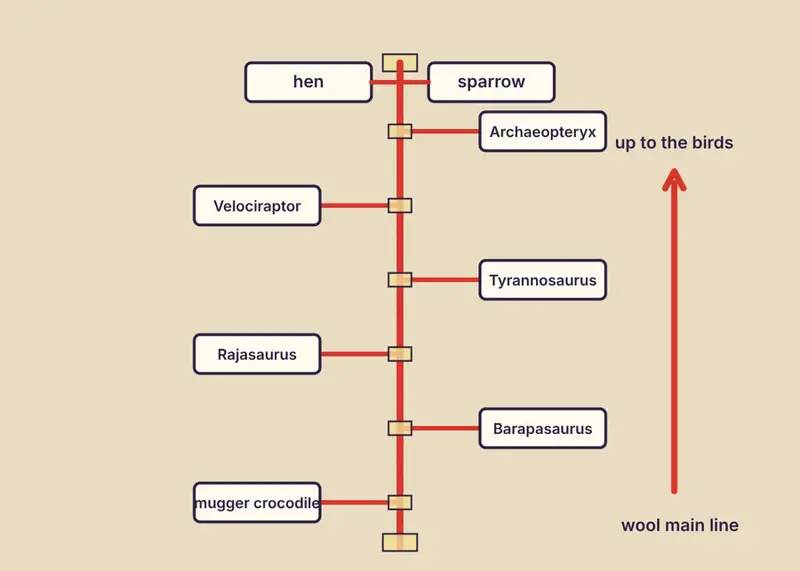 hen
sparrow
Archaeopteryx
up to the birds
Velociraptor
Tyrannosaurus
Rajasaurus
Barapasaurus
mugger crocodile
wool main line